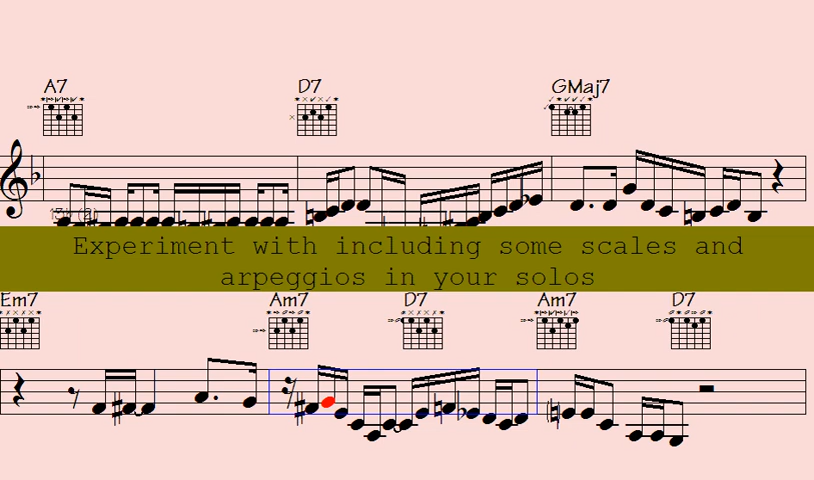 A7 D7 GMaj7
Experiment with including some scales and
arpeggios in your solos
Em7 Am7 D7 Am7 D7